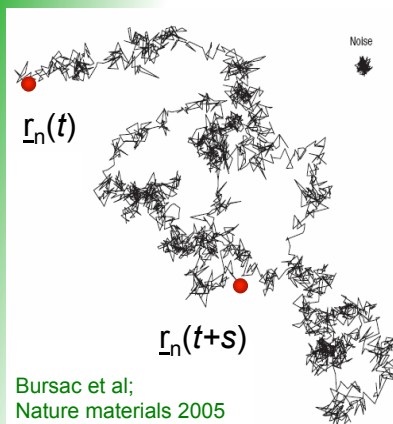 Noise
r_n(t)
r_n(t+s)
Bursac et al;
Nature materials 2005